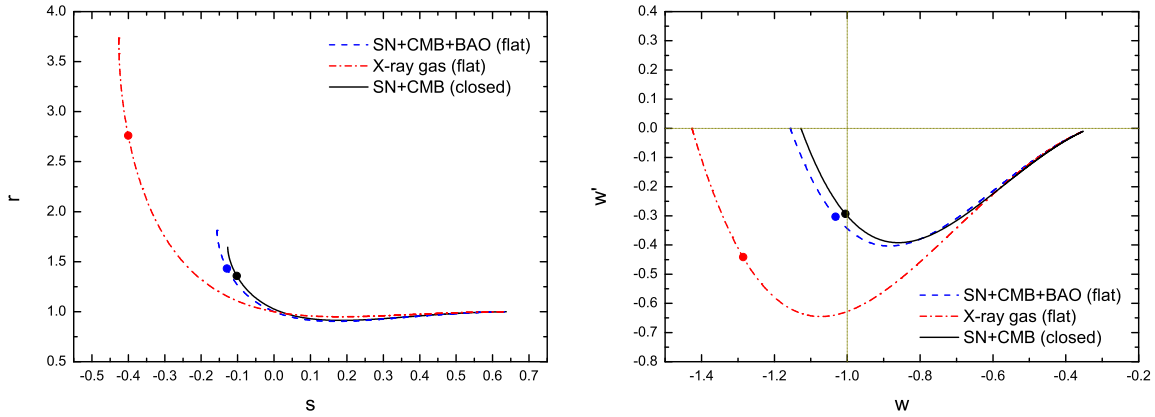 4.0
3.5
3.0
2.5
2.0
1.5
1.0
0.5
r
SN+CMB+BAO (flat)
X-ray gas (flat)
SN+CMB (closed)
-0.5 -0.4 -0.3 -0.2 -0.1 0.0 0.1 0.2 0.3 0.4 0.5 0.6 0.7
s
0.4
0.3
0.2
0.1
0.0
-0.1
-0.2
-0.3
-0.4
-0.5
-0.6
-0.7
-0.8
w'
SN+CMB+BAO (flat)
X-ray gas (flat)
SN+CMB (closed)
-1.4 -1.2 -1.0 -0.8 -0.6 -0.4 -0.2
w